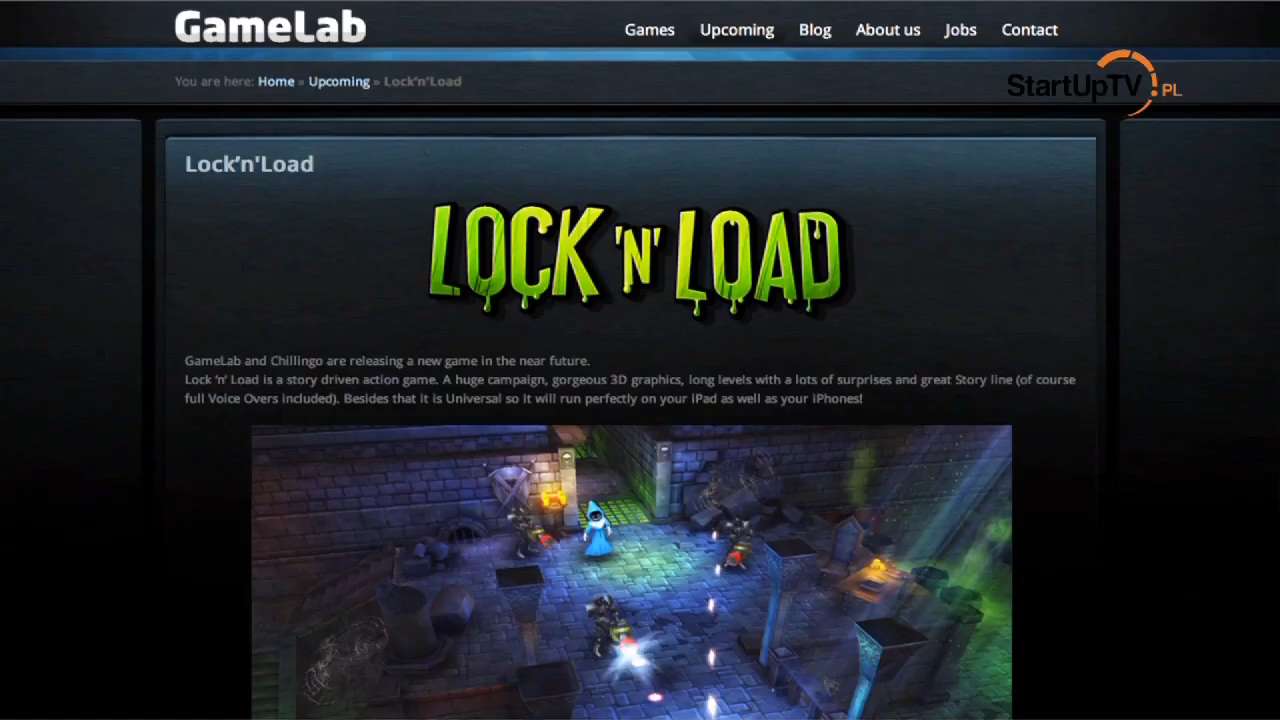 GameLab
Games Upcoming Blog About us Jobs Contact
You are here: Home » Upcoming » Lock'n'Load
StartUpTV.PL
Lock’n'Load
LOCK 'N' LOAD
GameLab and Chillingo are releasing a new game in the near future.
Lock ’n’ Load is a story driven action game. A huge campaign, gorgeous 3D graphics, long levels with a lots of surprises and great Story line (of course
full Voice Overs included). Besides that it is Universal so it will run perfectly on your iPad as well as your iPhones!